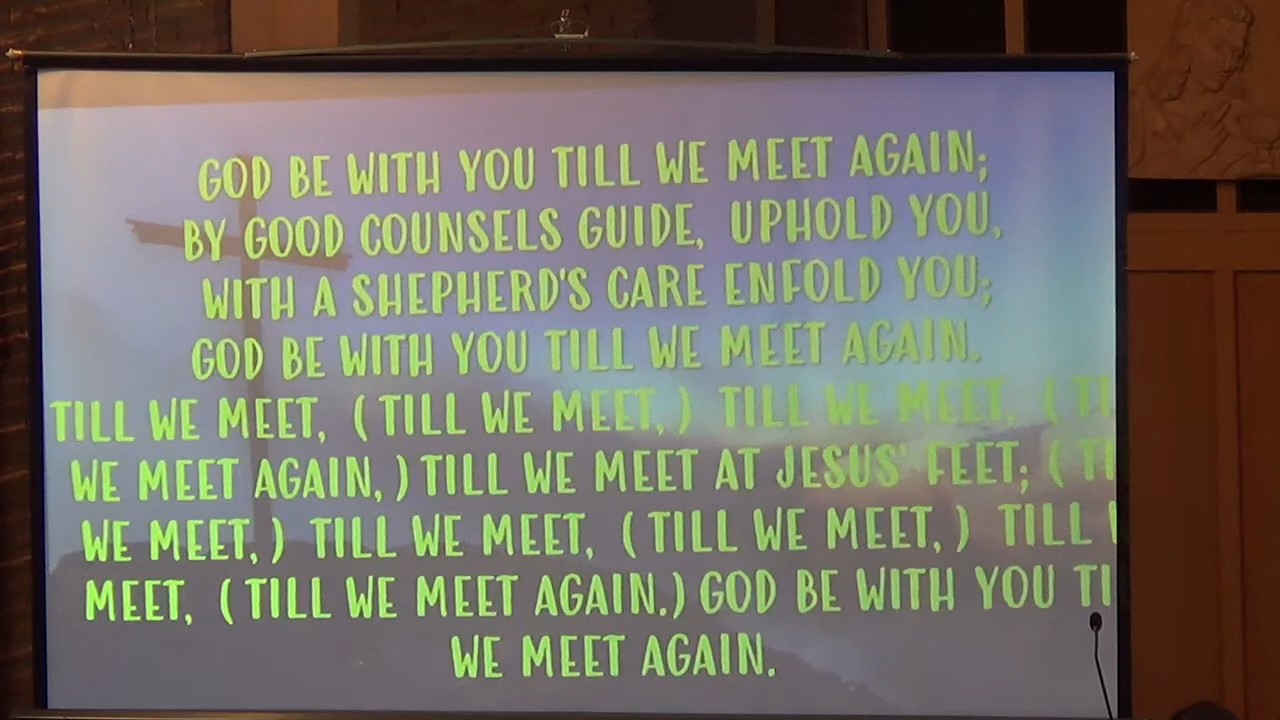 GOD BE WITH YOU TILL WE MEET AGAIN;
BY GOOD COUNSELS GUIDE, UPHOLD YOU,
WITH A SHEPHERD'S CARE ENFOLD YOU;
GOD BE WITH YOU TILL WE MEET AGAIN.
TILL WE MEET, (TILL WE MEET,) TILL WE MEET, (
WE MEET AGAIN,) TILL WE MEET AT JESUS' FEET; (
WE MEET,) TILL WE MEET, (TILL WE MEET,) TILL
MEET, (TILL WE MEET AGAIN.) GOD BE WITH YOU
WE MEET AGAIN.